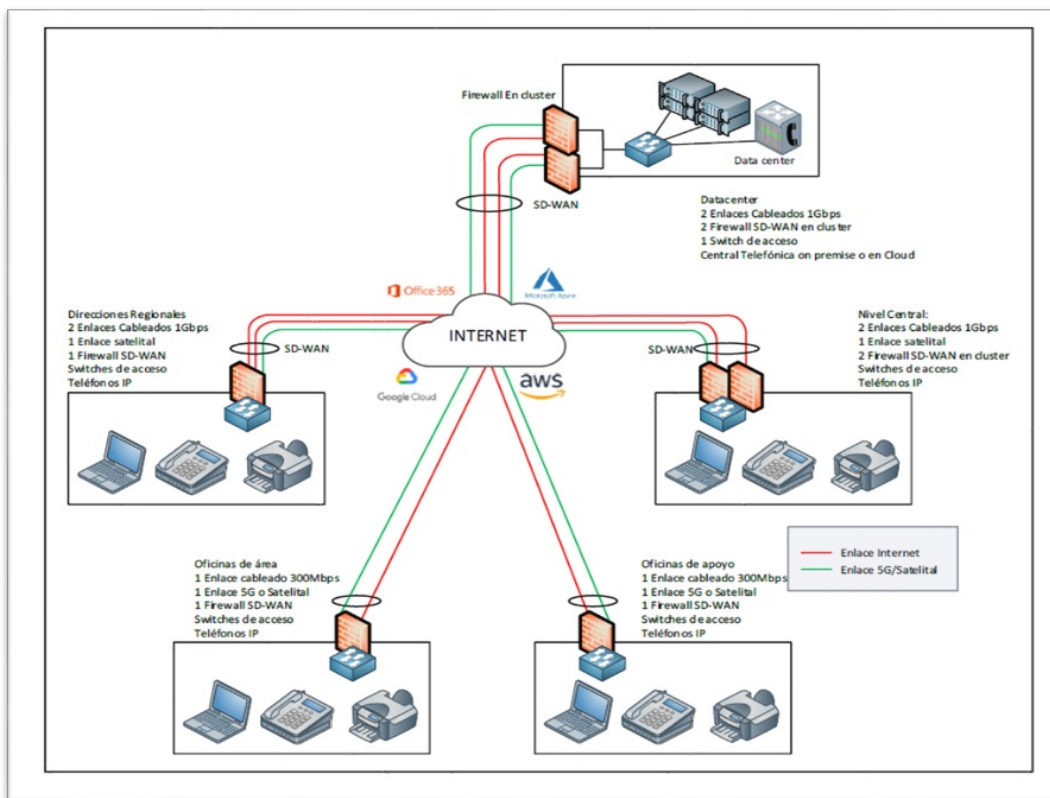 Firewall En cluster
Data center
SD-WAN
Datacenter
2 Enlaces Cableados 1Gbps
2 Firewall SD-WAN en cluster
1 Switch de acceso
Central Telefónica on premise o en Cloud
Office 365
Microsoft Azure
Direcciones Regionales
2 Enlaces Cableados 1Gbps
1 Enlace satelital
1 Firewall SD-WAN
Switches de acceso
Teléfonos IP
SD-WAN
INTERNET
Google Cloud
aws
SD-WAN
Nivel Central:
2 Enlaces Cableados 1Gbps
1 Enlace satelital
2 Firewall SD-WAN en cluster
Switches de acceso
Teléfonos IP
Oficinas de área
1 Enlace cableado 300Mbps
1 Enlace 5G o Satelital
1 Firewall SD-WAN
Switches de acceso
Teléfonos IP
Oficinas de apoyo
1 Enlace cableado 300Mbps
1 Enlace 5G o Satelital
1 Firewall SD-WAN
Switches de acceso
Teléfonos IP
Enlace Internet
Enlace 5G/Satelital